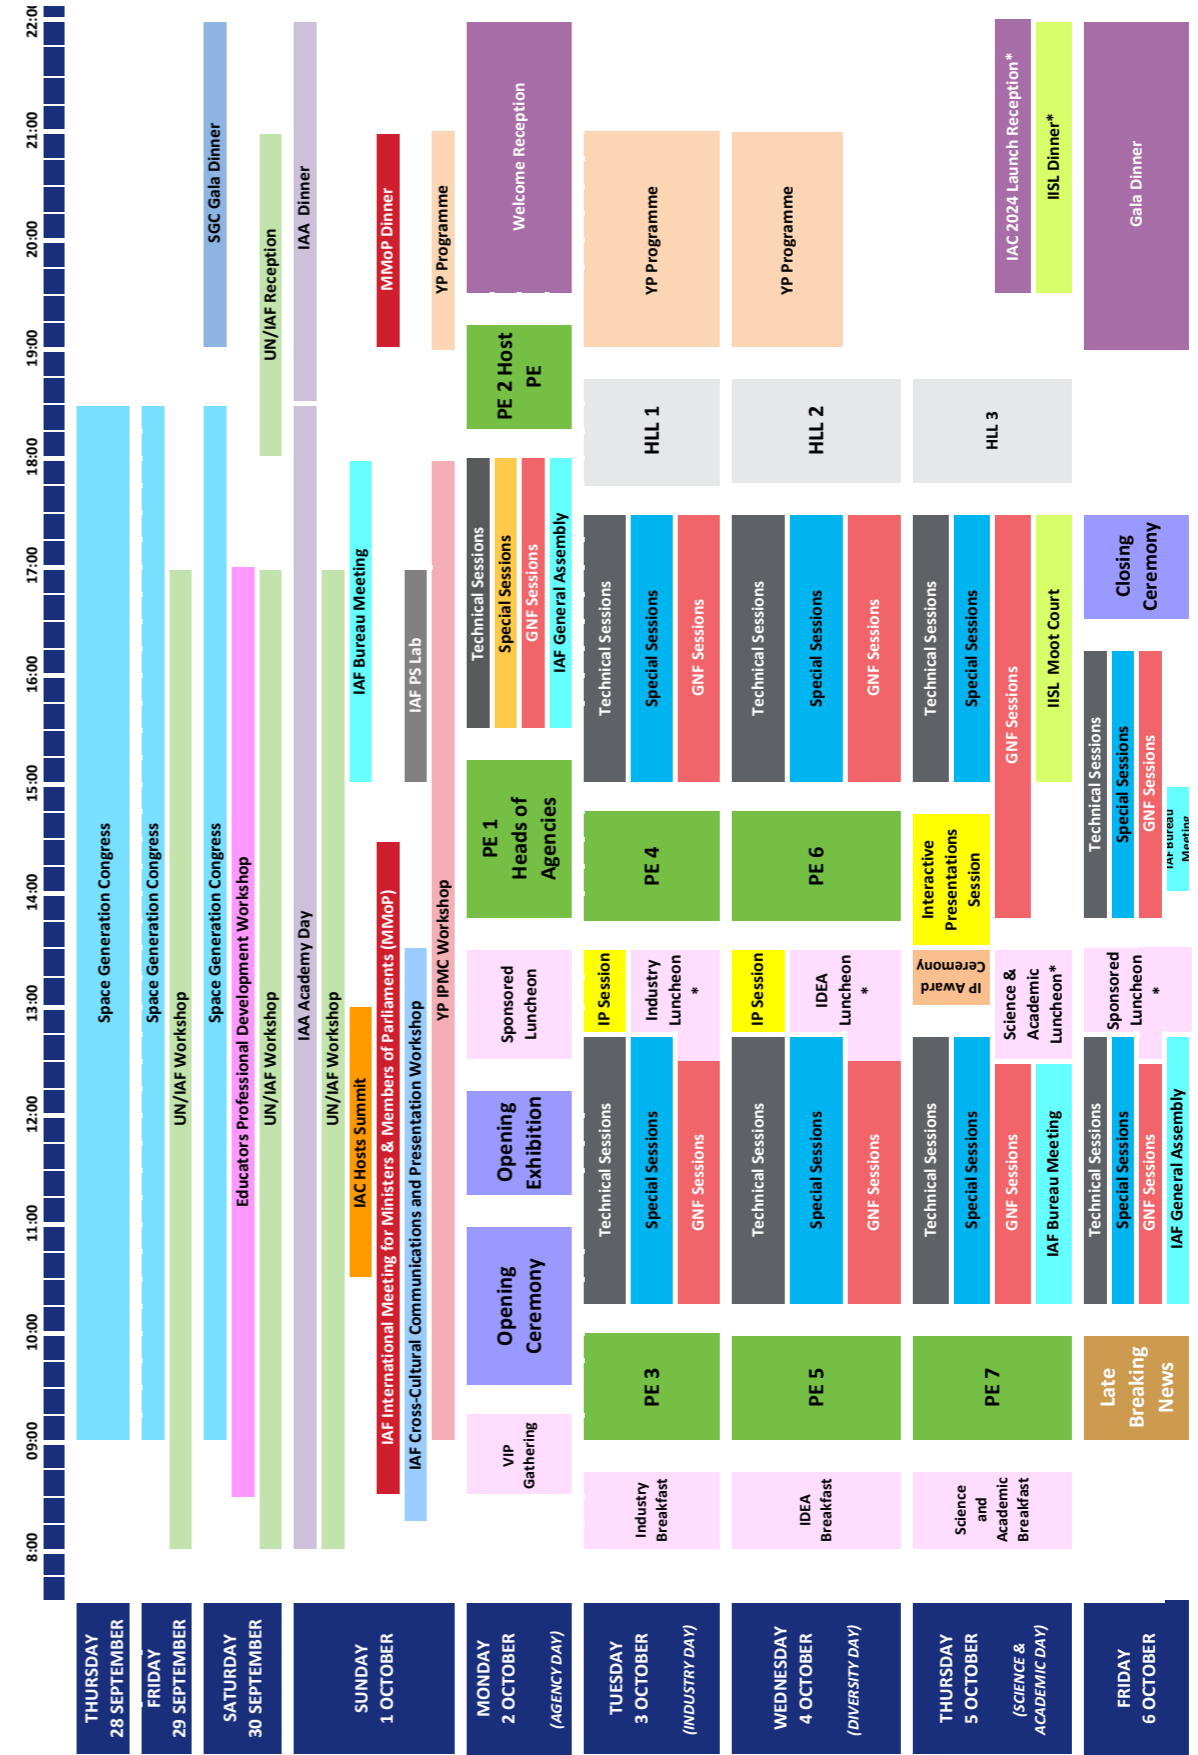 8:00
09:00
10:00
11:00
12:00
13:00
14:00
15:00
16:00
17:00
18:00
19:00
20:00
21:00
22:0
THURSDAY
28 SEPTEMBER
Space Generation Congress
FRIDAY
29 SEPTEMBER
Space Generation Congress
UN/IAF Workshop
SATURDAY
30 SEPTEMBER
Space Generation Congress
SGC Gala Dinner
Educators Professional Development Workshop
UN/IAF Workshop
UN/IAF Reception
SUNDAY
1 OCTOBER
IAA Academy Day
IAA Dinner
UN/IAF Workshop
IAC Hosts Summit
IAF Bureau Meeting
IAF International Meeting for Ministers & Members of Parliaments (MMoP)
MMoP Dinner
IAF Cross-Cultural Communications and Presentation Workshop
IAF PS Lab
YP IPMC Workshop
YP Programme
MONDAY
2 OCTOBER
(AGENCY DAY)
VIP
Gathering
Opening
Ceremony
Opening
Exhibition
Sponsored
Luncheon
PE 1
Heads of
Agencies
Technical Sessions
Special Sessions
GNF Sessions
IAF General Assembly
PE 2 Host
PE
Welcome Reception
TUESDAY
3 OCTOBER
(INDUSTRY DAY)
Industry
Breakfast
PE 3
Technical Sessions
Special Sessions
GNF Sessions
IP Session
Industry
Luncheon
*
PE 4
Technical Sessions
Special Sessions
GNF Sessions
HLL 1
YP Programme
WEDNESDAY
4 OCTOBER
(DIVERSITY DAY)
IDEA
Breakfast
PE 5
Technical Sessions
Special Sessions
GNF Sessions
IP Session
IDEA
Luncheon
*
PE 6
Technical Sessions
Special Sessions
GNF Sessions
HLL 2
YP Programme
THURSDAY
5 OCTOBER
(SCIENCE &
ACADEMIC DAY)
Science
and
Academic
Breakfast
PE 7
Technical Sessions
Special Sessions
GNF Sessions
IAF Bureau Meeting
IP Award
Ceremony
Science &
Academic
Luncheon*
Interactive
Presentations
Session
Technical Sessions
Special Sessions
GNF Sessions
IISL Moot Court
HLL 3
IAC 2024 Launch Reception*
IISL Dinner*
FRIDAY
6 OCTOBER
Late
Breaking
News
Technical Sessions
Special Sessions
GNF Sessions
IAF General Assembly
Sponsored
Luncheon
*
Technical Sessions
Special Sessions
GNF Sessions
IAF Bureau
Meeting
Closing
Ceremony
Gala Dinner